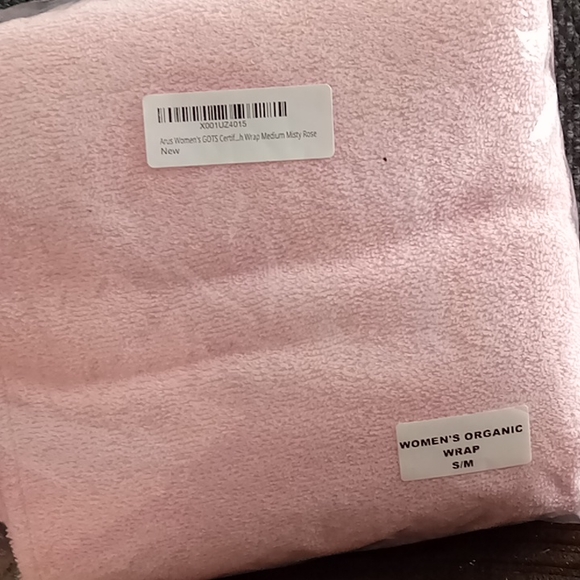 X001UZ4015
Arus Women's GOTS Certif...h Wrap Medium Misty Rose
New
WOMEN'S ORGANIC
WRAP
S/M